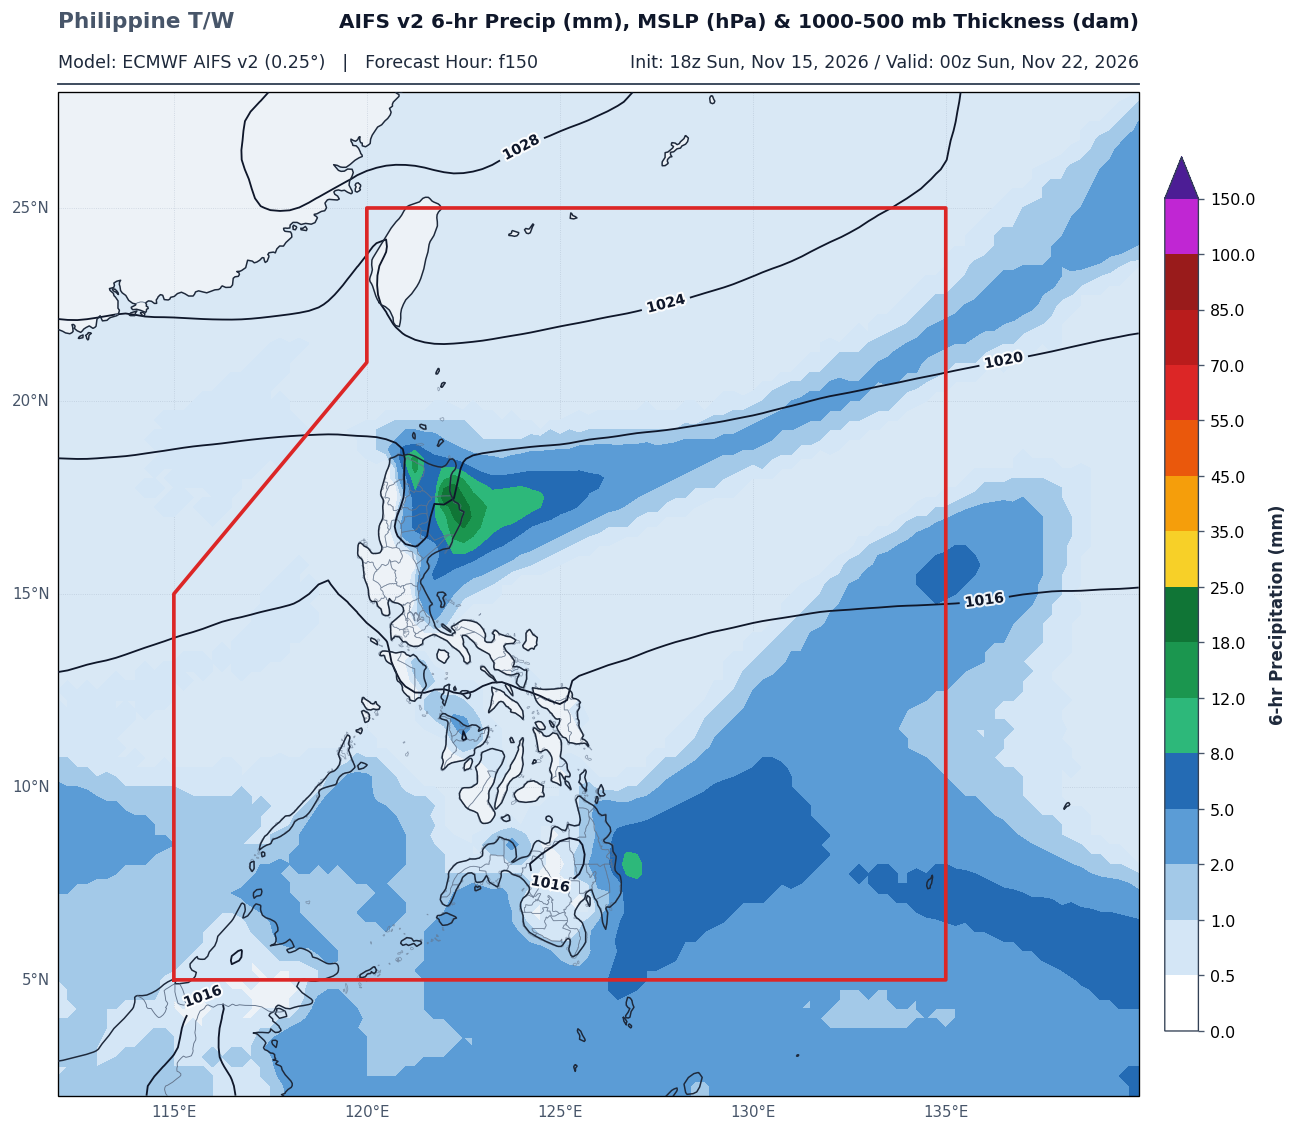 Philippine T/W
AIFS v2 6-hr Precip (mm), MSLP (hPa) & 1000-500 mb Thickness (dam)
Model: ECMWF AIFS v2 (0.25°) | Forecast Hour: f150
Init: 18z Sun, Nov 15, 2026 / Valid: 00z Sun, Nov 22, 2026
1028
1024
1020
1016
1016
1016
25°N
20°N
15°N
10°N
5°N
115°E
120°E
125°E
130°E
135°E
150.0
100.0
85.0
70.0
55.0
45.0
35.0
25.0
18.0
12.0
8.0
5.0
2.0
1.0
0.5
0.0
6-hr Precipitation (mm)